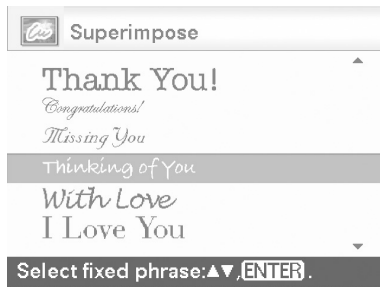 Superimpose
Thank You!
Congratulations!
Missing You
Thinking of You
With Love
I Love You
Select fixed phrase:▲▼,ENTER.